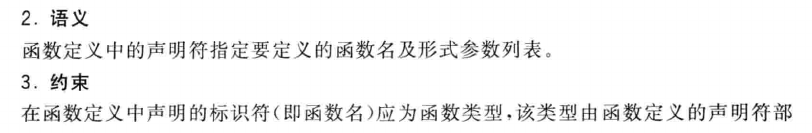 2. 语义
函数定义中的声明符指定要定义的函数名及形式参数列表。
3. 约束
在函数定义中声明的标识符(即函数名)应为函数类型,该类型由函数定义的声明符部